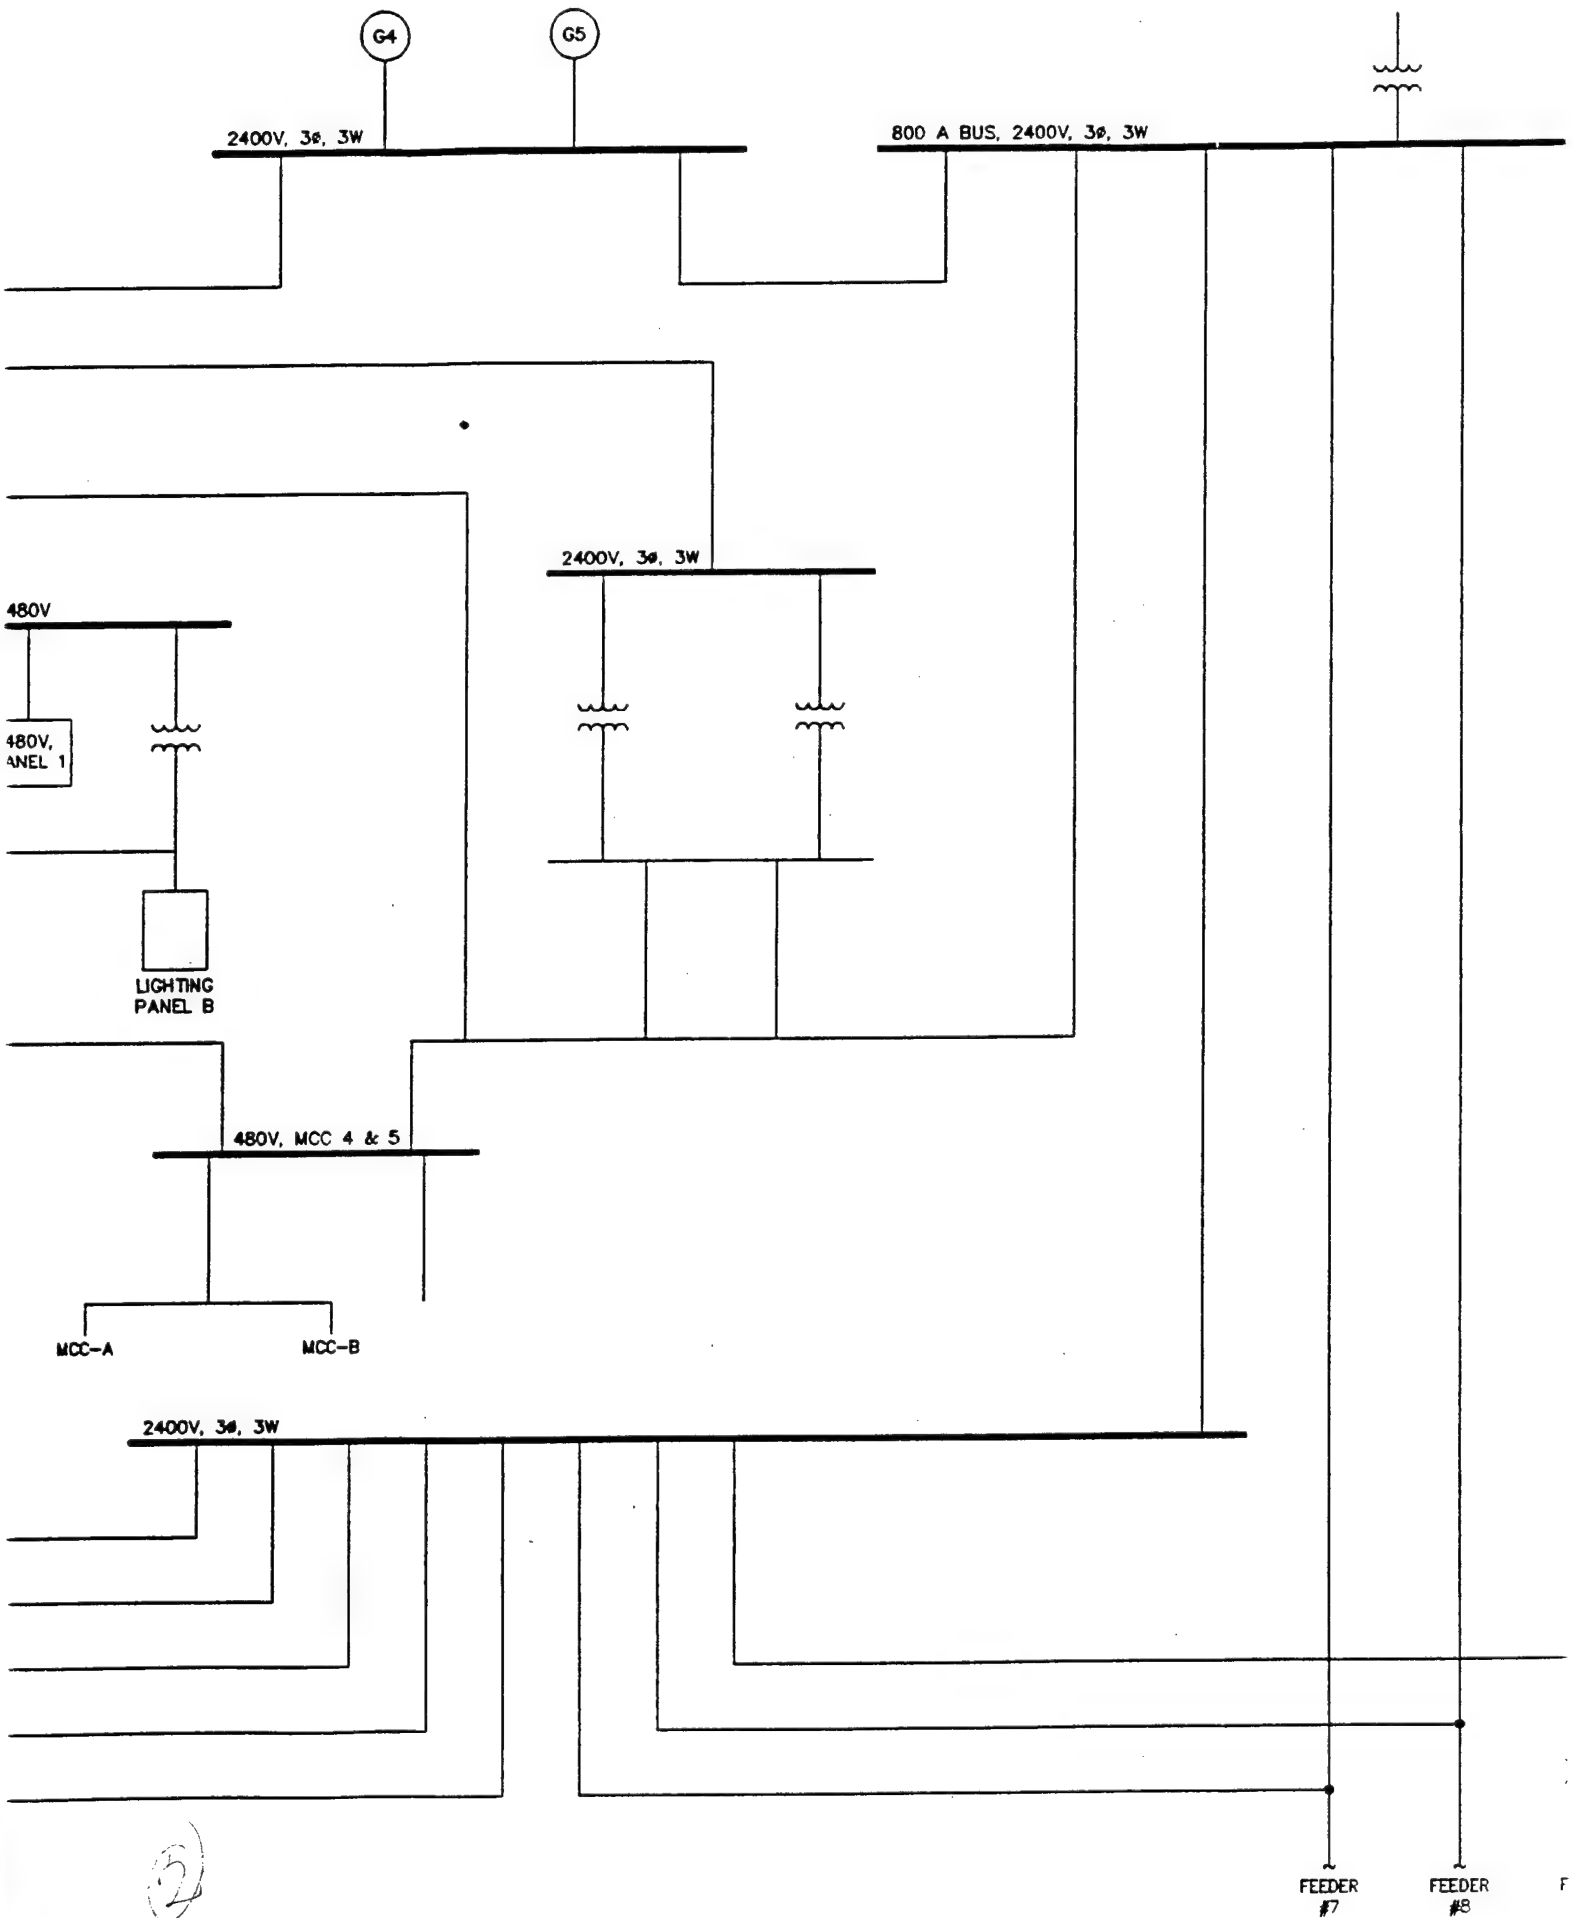 G4
G5
2400V, 3ø, 3W
800 A BUS, 2400V, 3ø, 3W
2400V, 3ø, 3W
480V
480V,
ANEL 1
LIGHTING
PANEL B
480V, MCC 4 & 5
MCC-A
MCC-B
2400V, 3ø, 3W
FEEDER
#7
FEEDER
#8
F
2